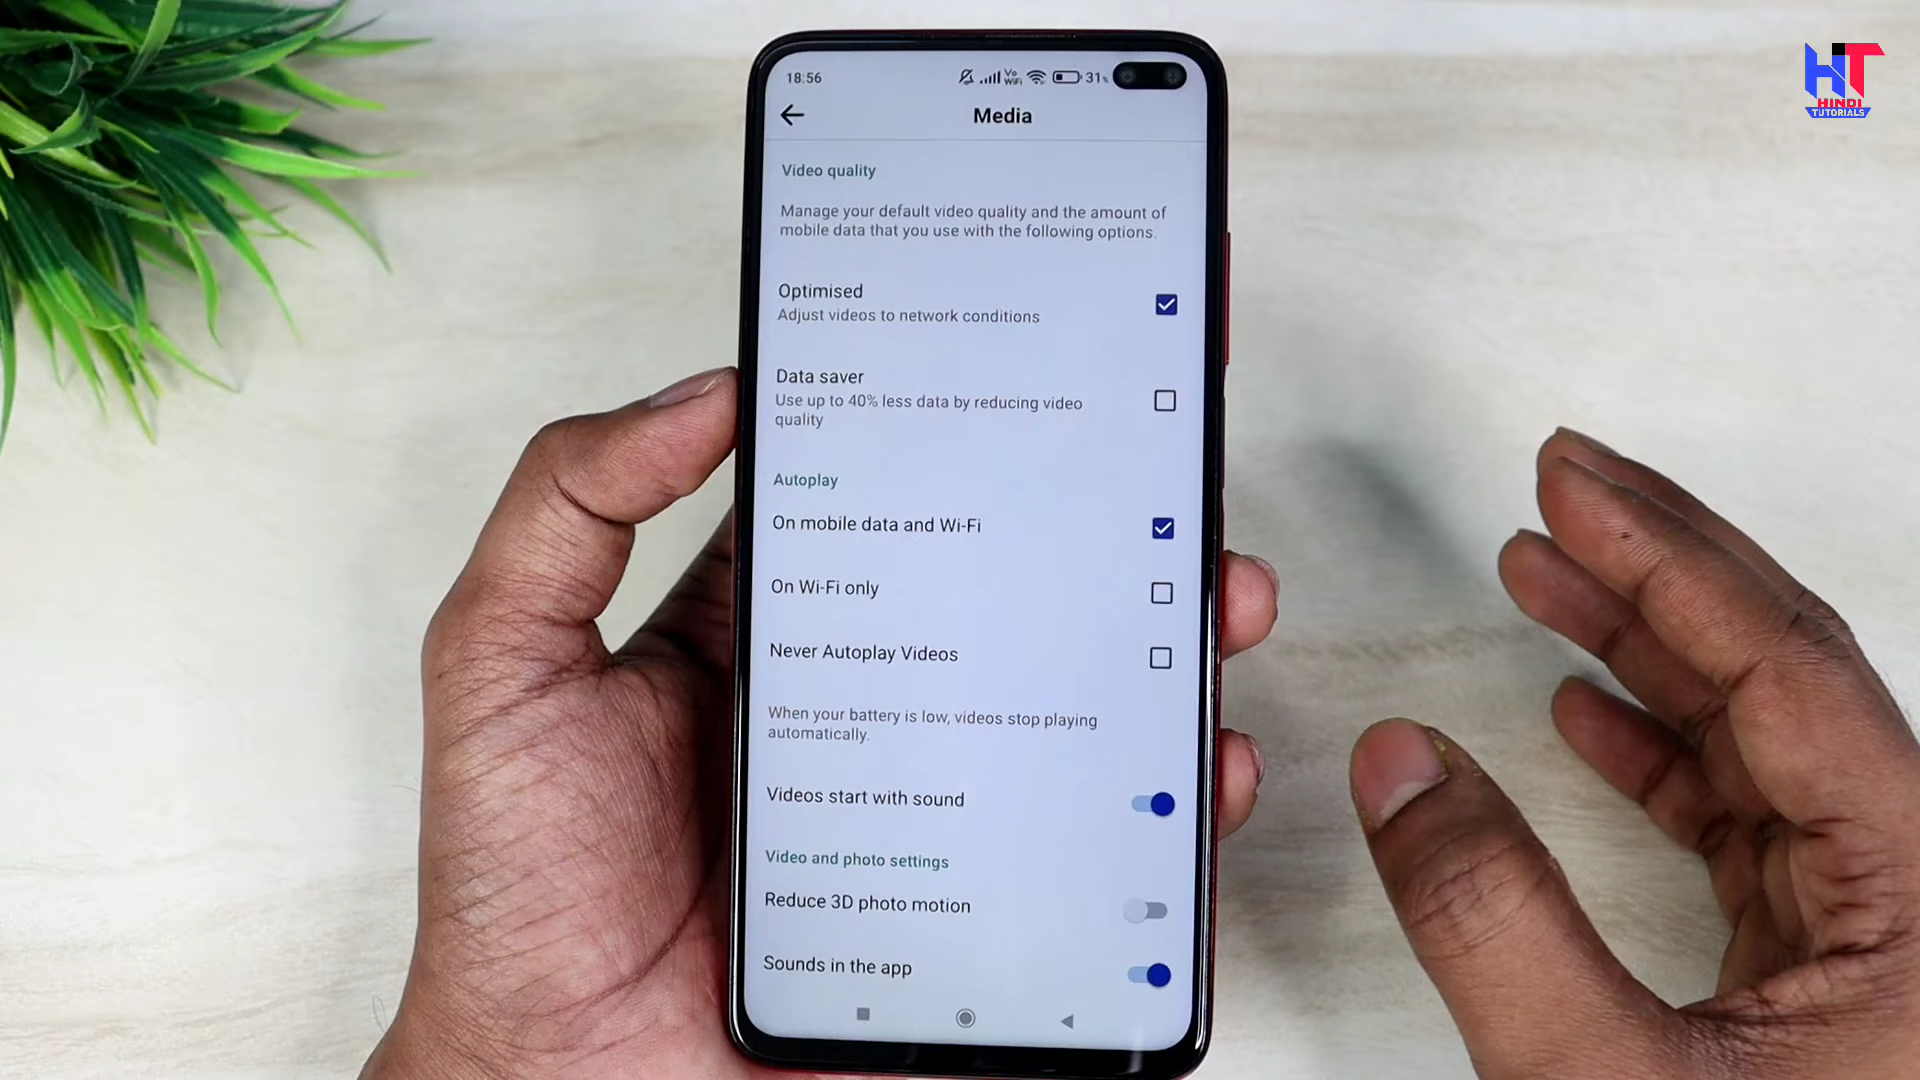 18:56
Vo
WiFi
31%
HT
HINDI
TUTORIALS
Media
Video quality
Manage your default video quality and the amount of
mobile data that you use with the following options.
Optimised
Adjust videos to network conditions
Data saver
Use up to 40% less data by reducing video
quality
Autoplay
On mobile data and Wi-Fi
On Wi-Fi only
Never Autoplay Videos
When your battery is low, videos stop playing
automatically.
Videos start with sound
Video and photo settings
Reduce 3D photo motion
Sounds in the app